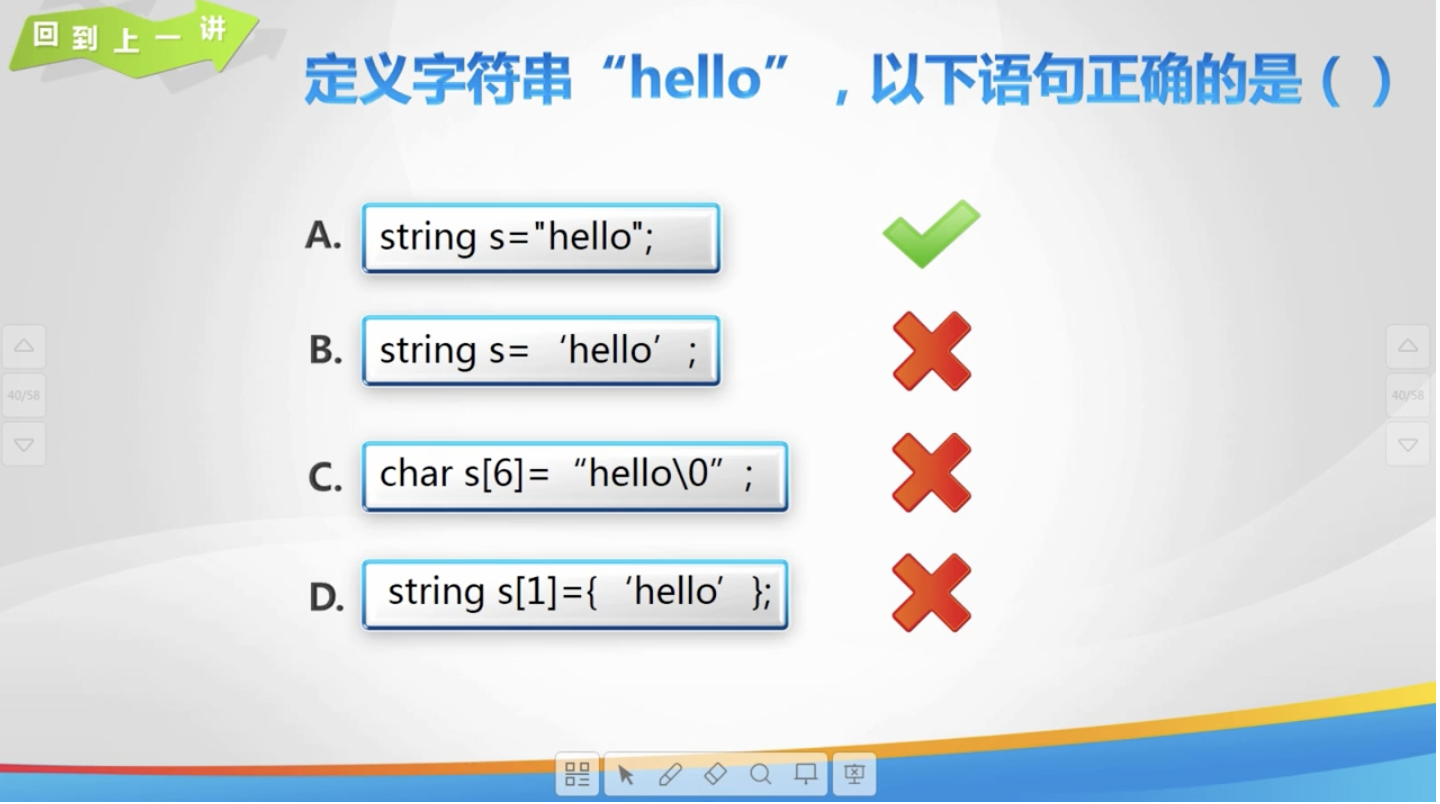 回到上一讲
定义字符串“hello”，以下语句正确的是（ ）
A. string s="hello";
B. string s=‘hello’;
C. char s[6]=“hello\0”;
D. string s[1]={‘hello’};
40/58
40/58